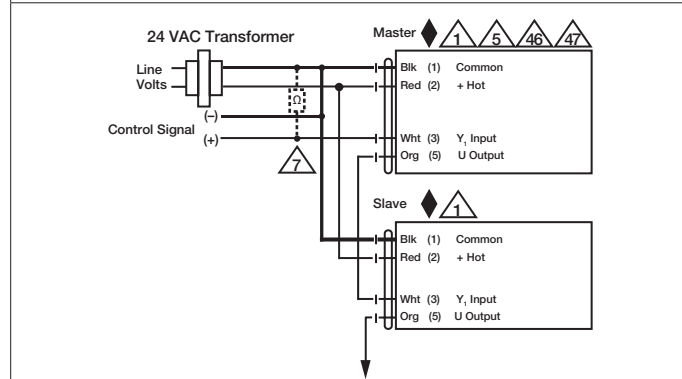 24 VAC Transformer
Line
Volts
Control Signal
(–)
(+)
Ω
7
Master
1
5
46
47
Blk (1) Common
Red (2) + Hot
Wht (3) Y₁ Input
Org (5) U Output
Slave
1
Blk (1) Common
Red (2) + Hot
Wht (3) Y₁ Input
Org (5) U Output